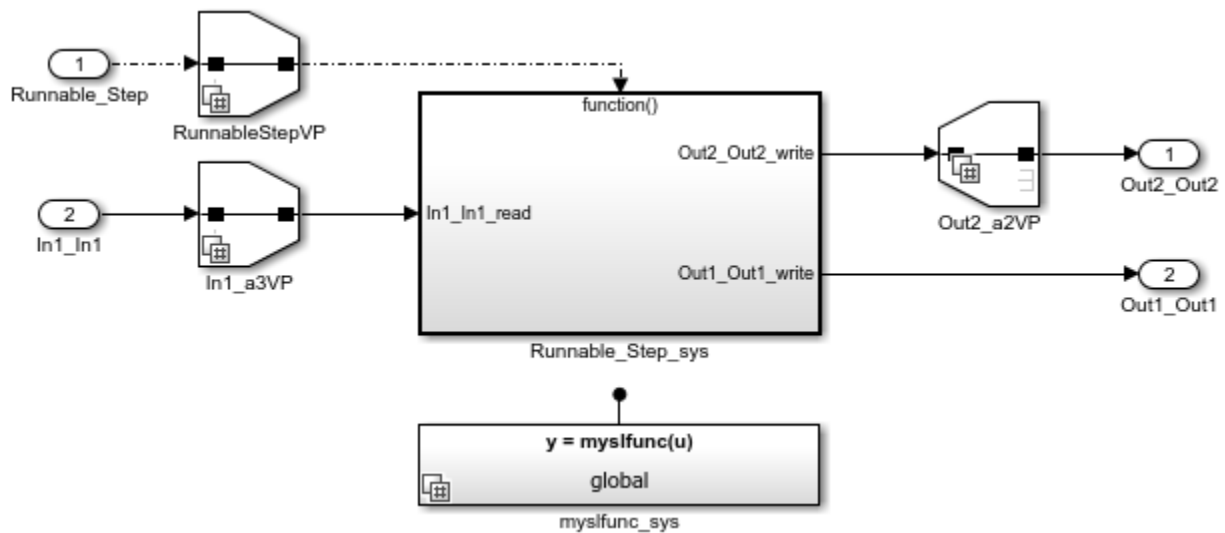 1
Runnable_Step
RunnableStepVP
function()
Out2_Out2_write
1
Out2_Out2
Out2_a2VP
2
In1_In1
In1_a3VP
In1_In1_read
Out1_Out1_write
2
Out1_Out1
Runnable_Step_sys
y = myslfunc(u)
global
myslfunc_sys